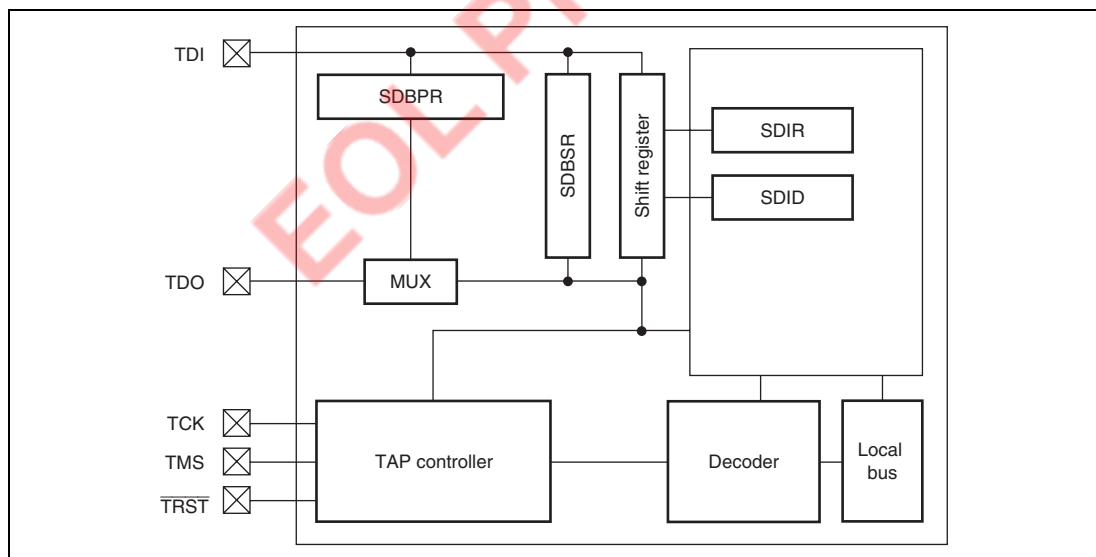 TDI
SDBPR
SDBSR
Shift register
SDIR
SDID
TDO
MUX
TCK
TMS
TRST
TAP controller
Decoder
Local
bus
EOL P